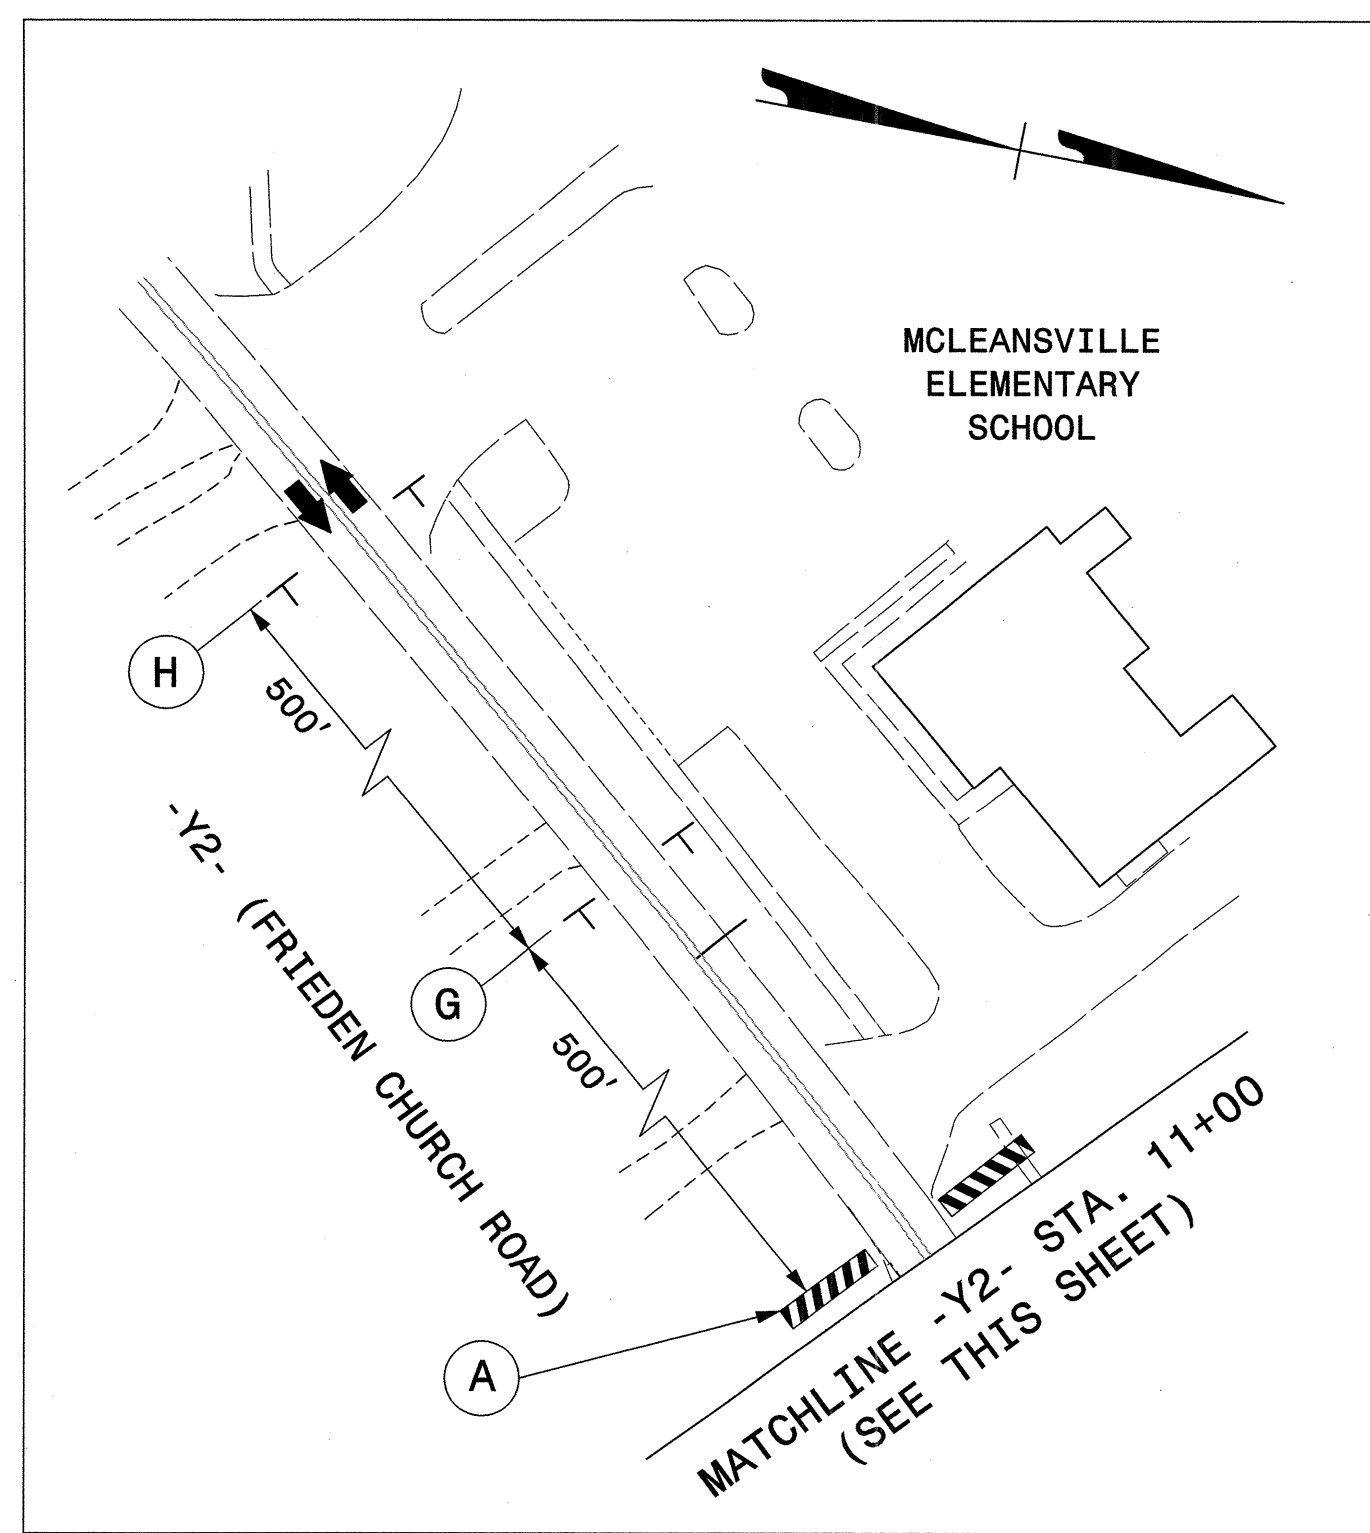 MCLEANSVILLE
ELEMENTARY
SCHOOL
H
500'
-Y2- (FRIEDEN CHURCH ROAD)
G
500'
A
MATCHLINE -Y2- STA. 11+00
(SEE THIS SHEET)